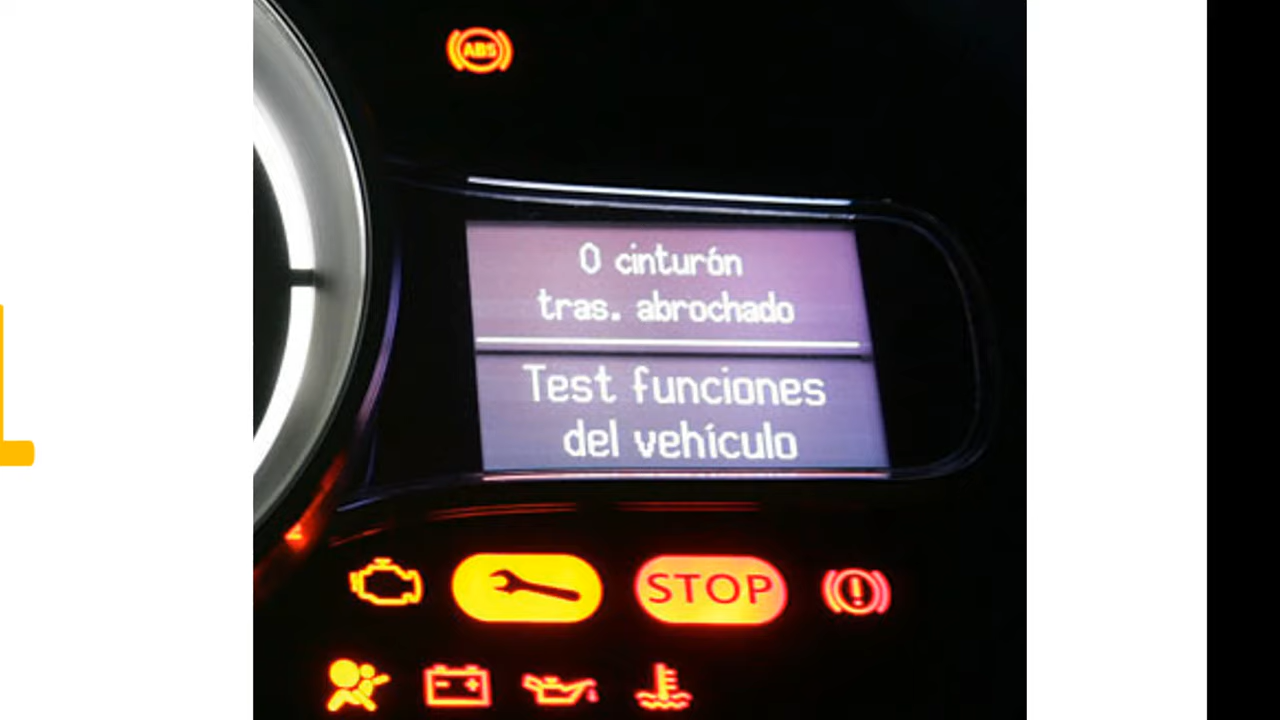 ABS
0 cinturón
tras. abrochado
Test funciones
del vehículo
STOP